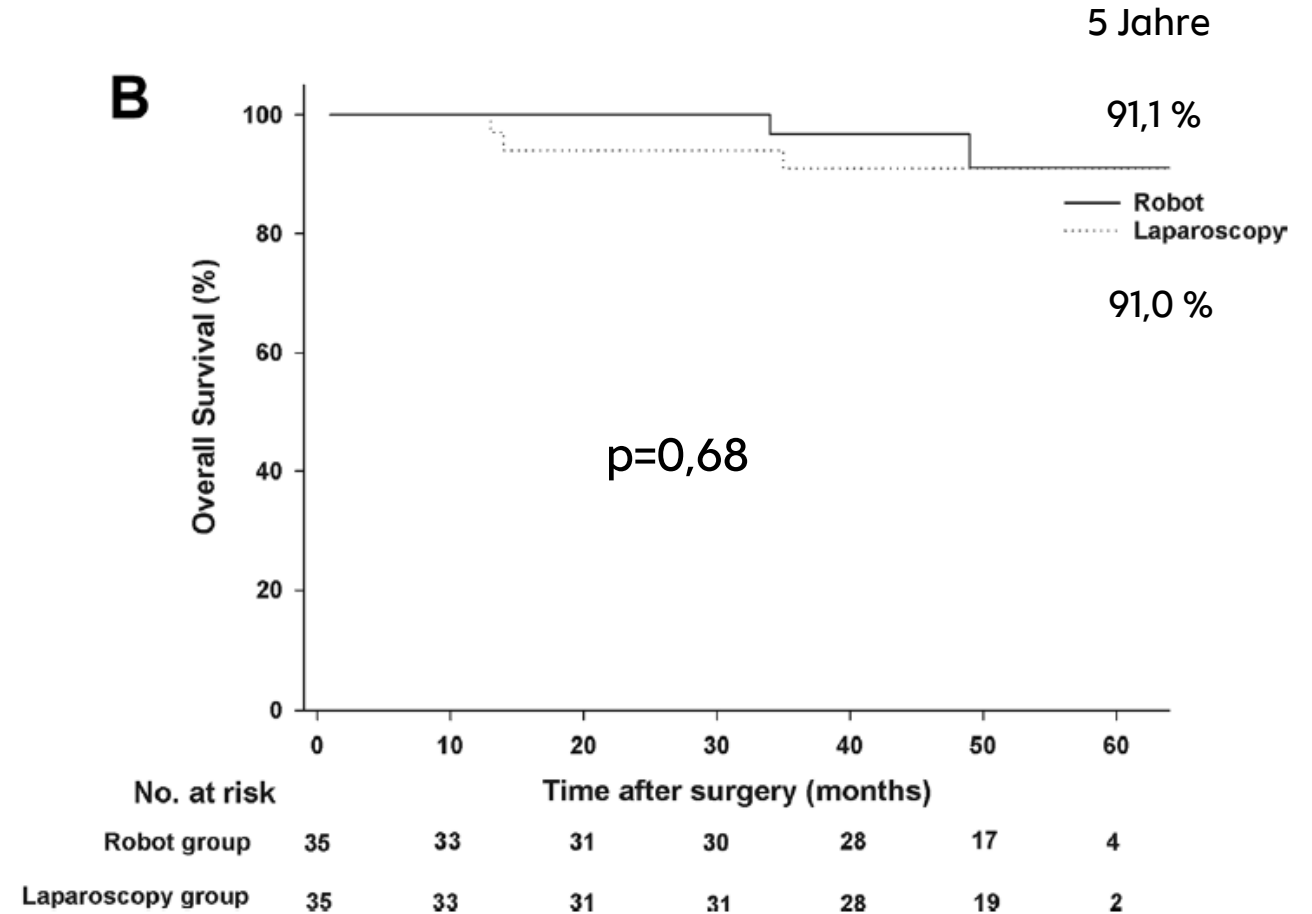 5 Jahre
B
91,1 %
Robot
Laparoscopy
91,0 %
p=0,68
Overall Survival (%)
100
80
60
40
20
0
0 10 20 30 40 50 60
No. at risk Time after surgery (months)
Robot group 35 33 31 30 28 17 4
Laparoscopy group 35 33 31 31 28 19 2